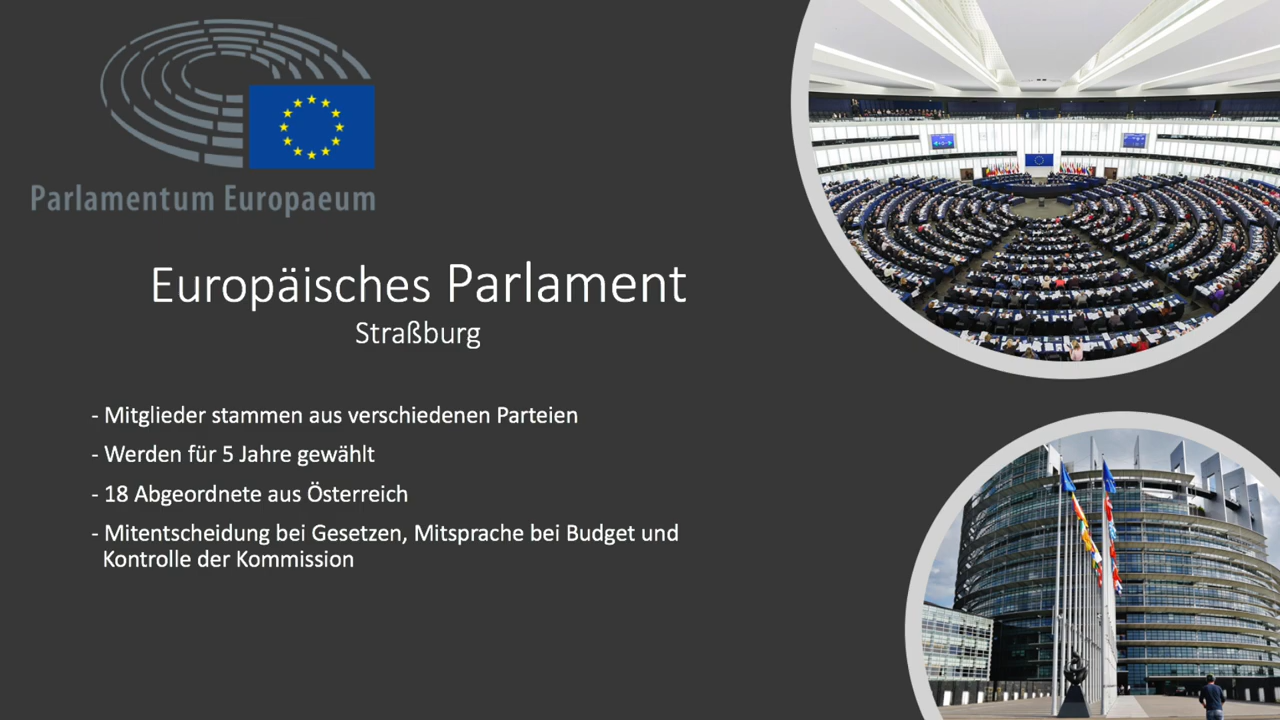 Parlamentum Europaeum
Europäisches Parlament
Straßburg
- Mitglieder stammen aus verschiedenen Parteien
- Werden für 5 Jahre gewählt
- 18 Abgeordnete aus Österreich
- Mitentscheidung bei Gesetzen, Mitsprache bei Budget und
Kontrolle der Kommission